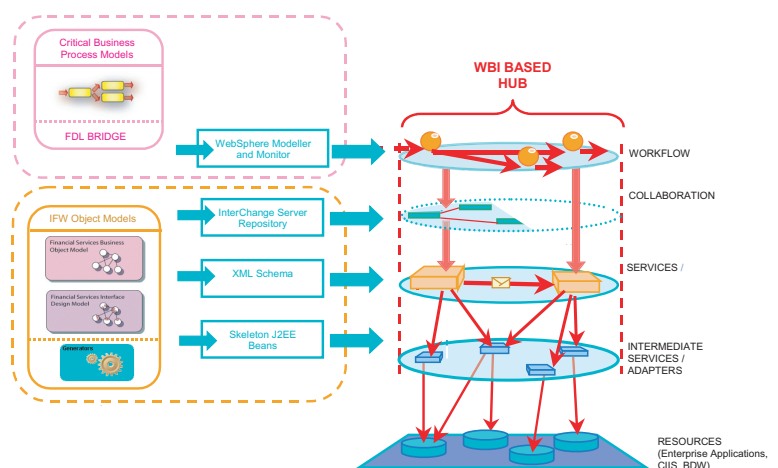 Critical Business
Process Models
FDL BRIDGE
WebSphere Modeller
and Monitor
IFW Object Models
Financial Services Business
Object Model
Financial Services Interface
Design Model
Generators
InterChange Server
Repository
XML Schema
Skeleton J2EE
Beans
WBI BASED
HUB
WORKFLOW
COLLABORATION
SERVICES /
INTERMEDIATE
SERVICES /
ADAPTERS
RESOURCES
(Enterprise Applications,
CIIS, BDW)